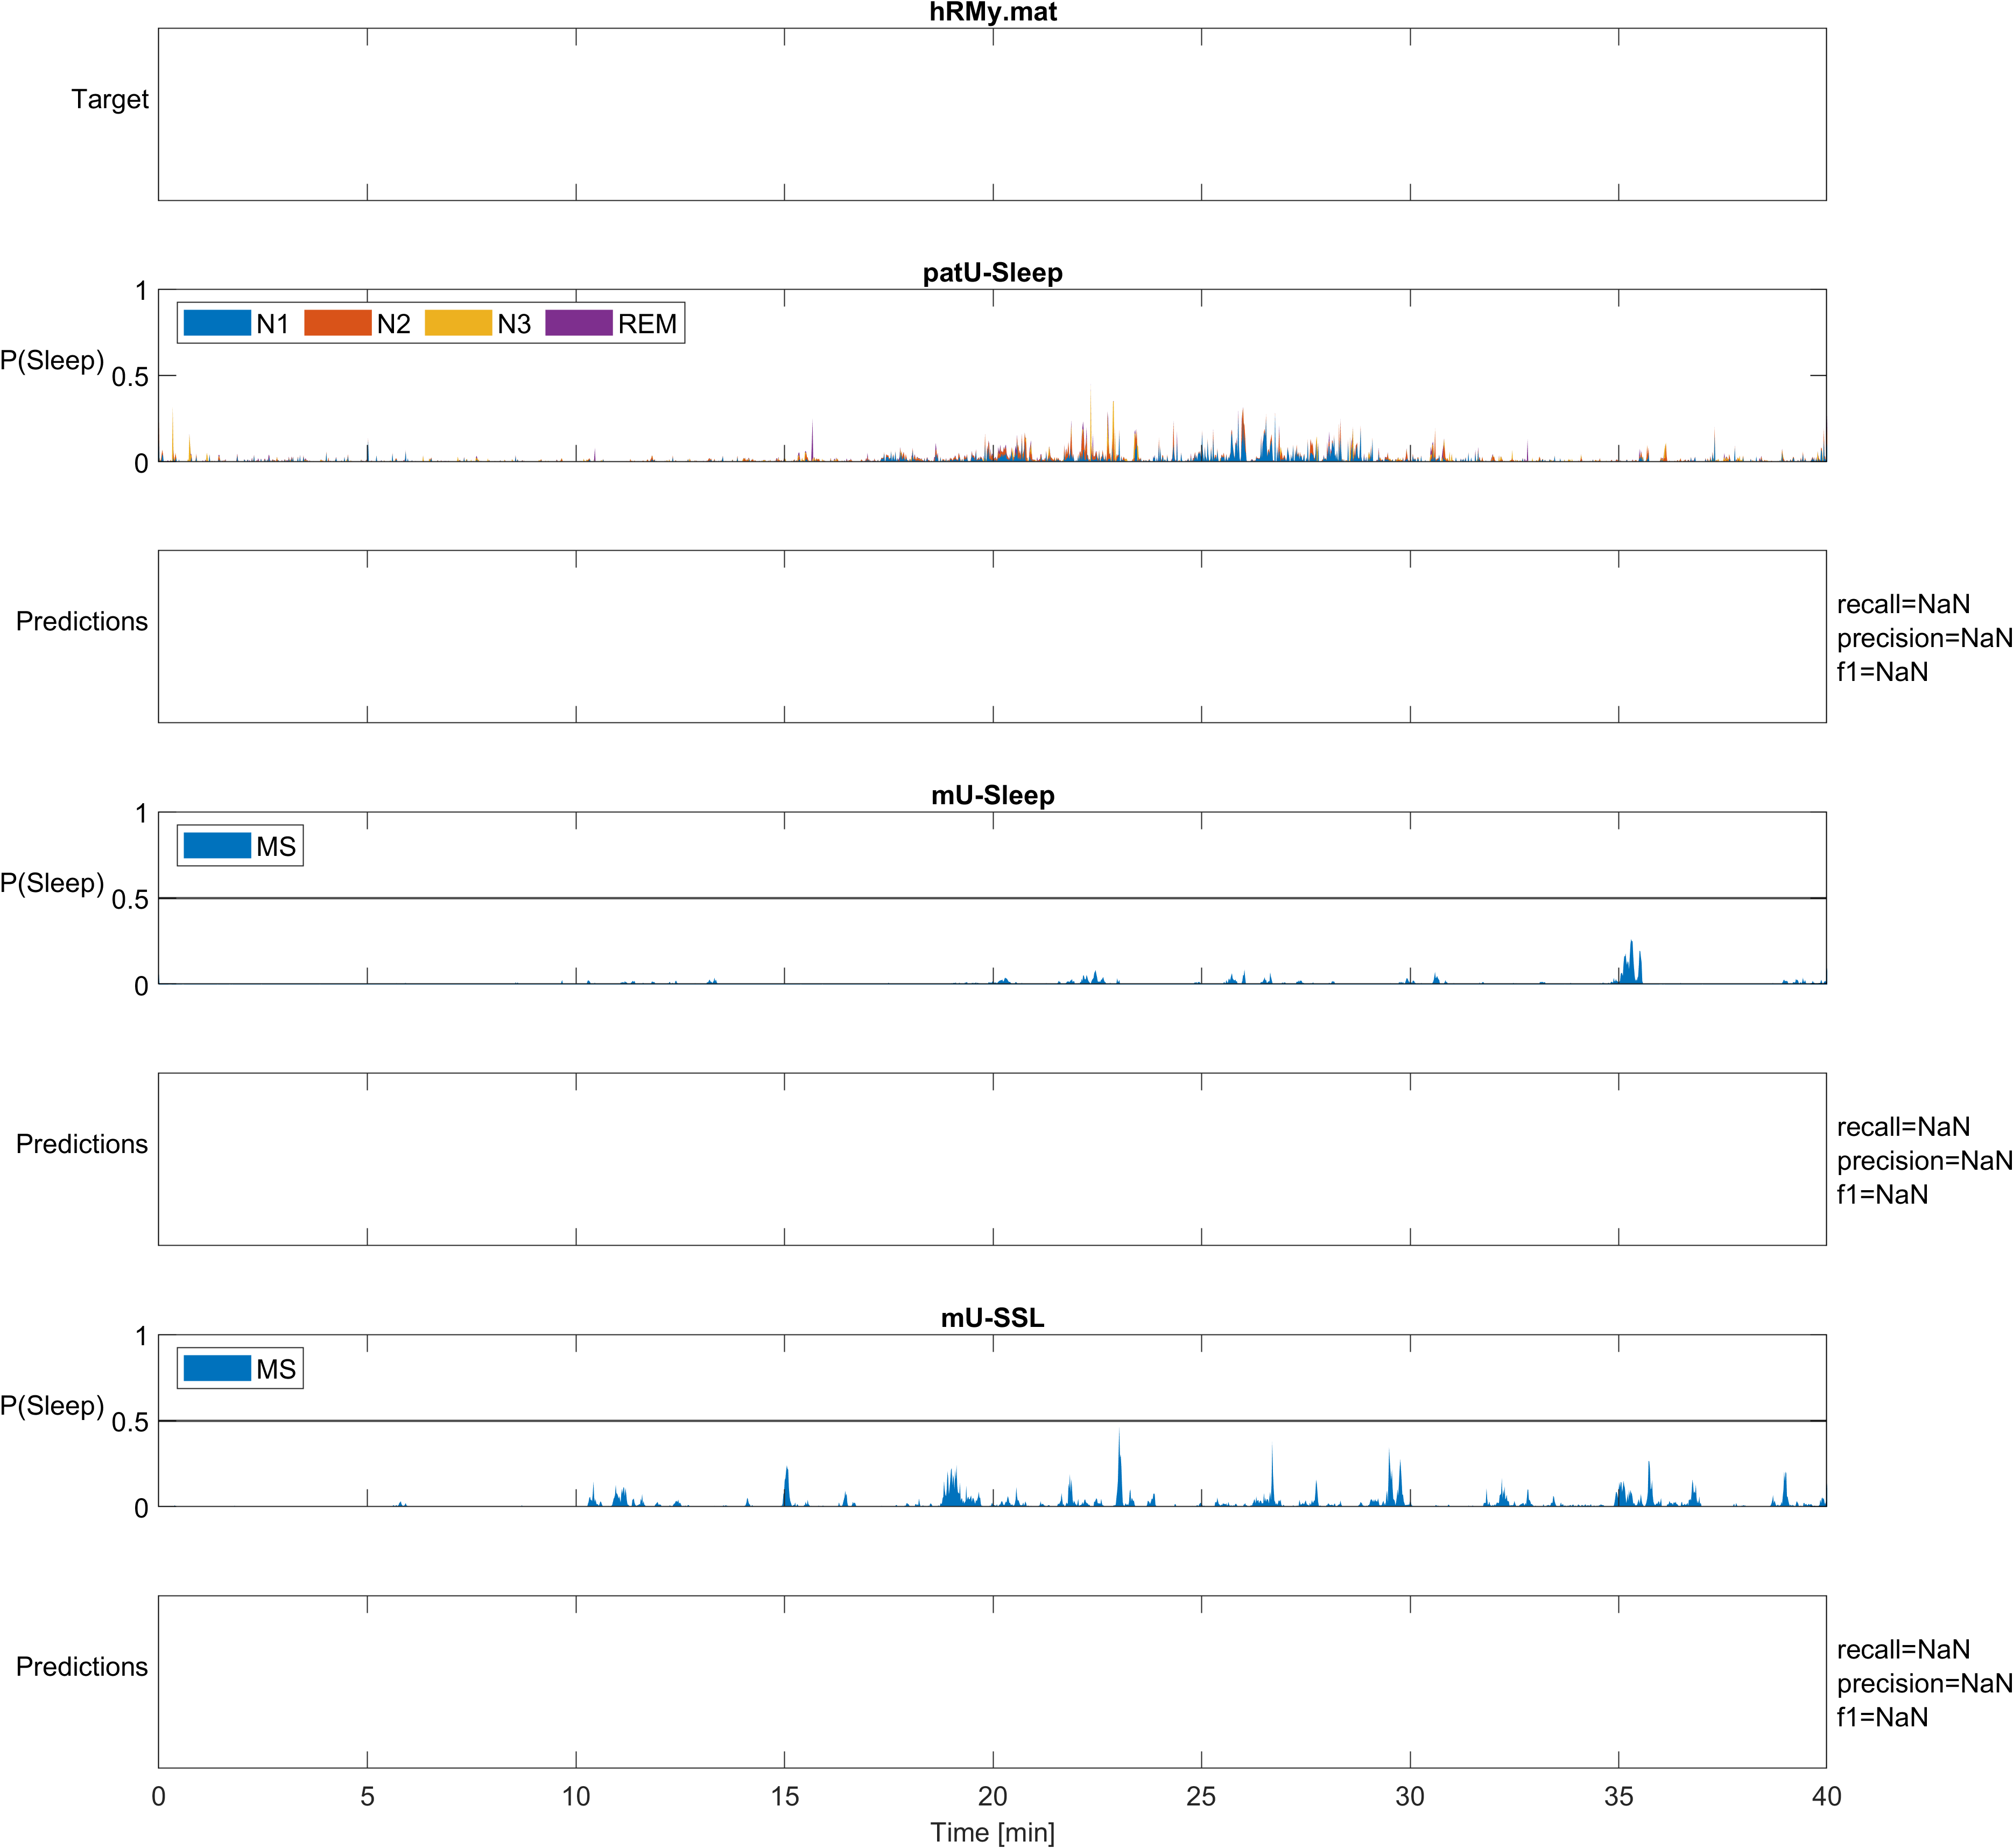 hRMy.mat
Target
patU-Sleep
1
N1 N2 N3 REM
P(Sleep)
0.5
0
Predictions
recall=NaN
precision=NaN
f1=NaN
mU-Sleep
1
MS
P(Sleep)
0.5
0
Predictions
recall=NaN
precision=NaN
f1=NaN
mU-SSL
1
MS
P(Sleep)
0.5
0
Predictions
recall=NaN
precision=NaN
f1=NaN
0 5 10 15 20 25 30 35 40
Time [min]